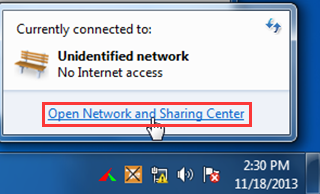 Currently connected to:
Unidentified network
No Internet access
Open Network and Sharing Center
2:30 PM
11/18/2013